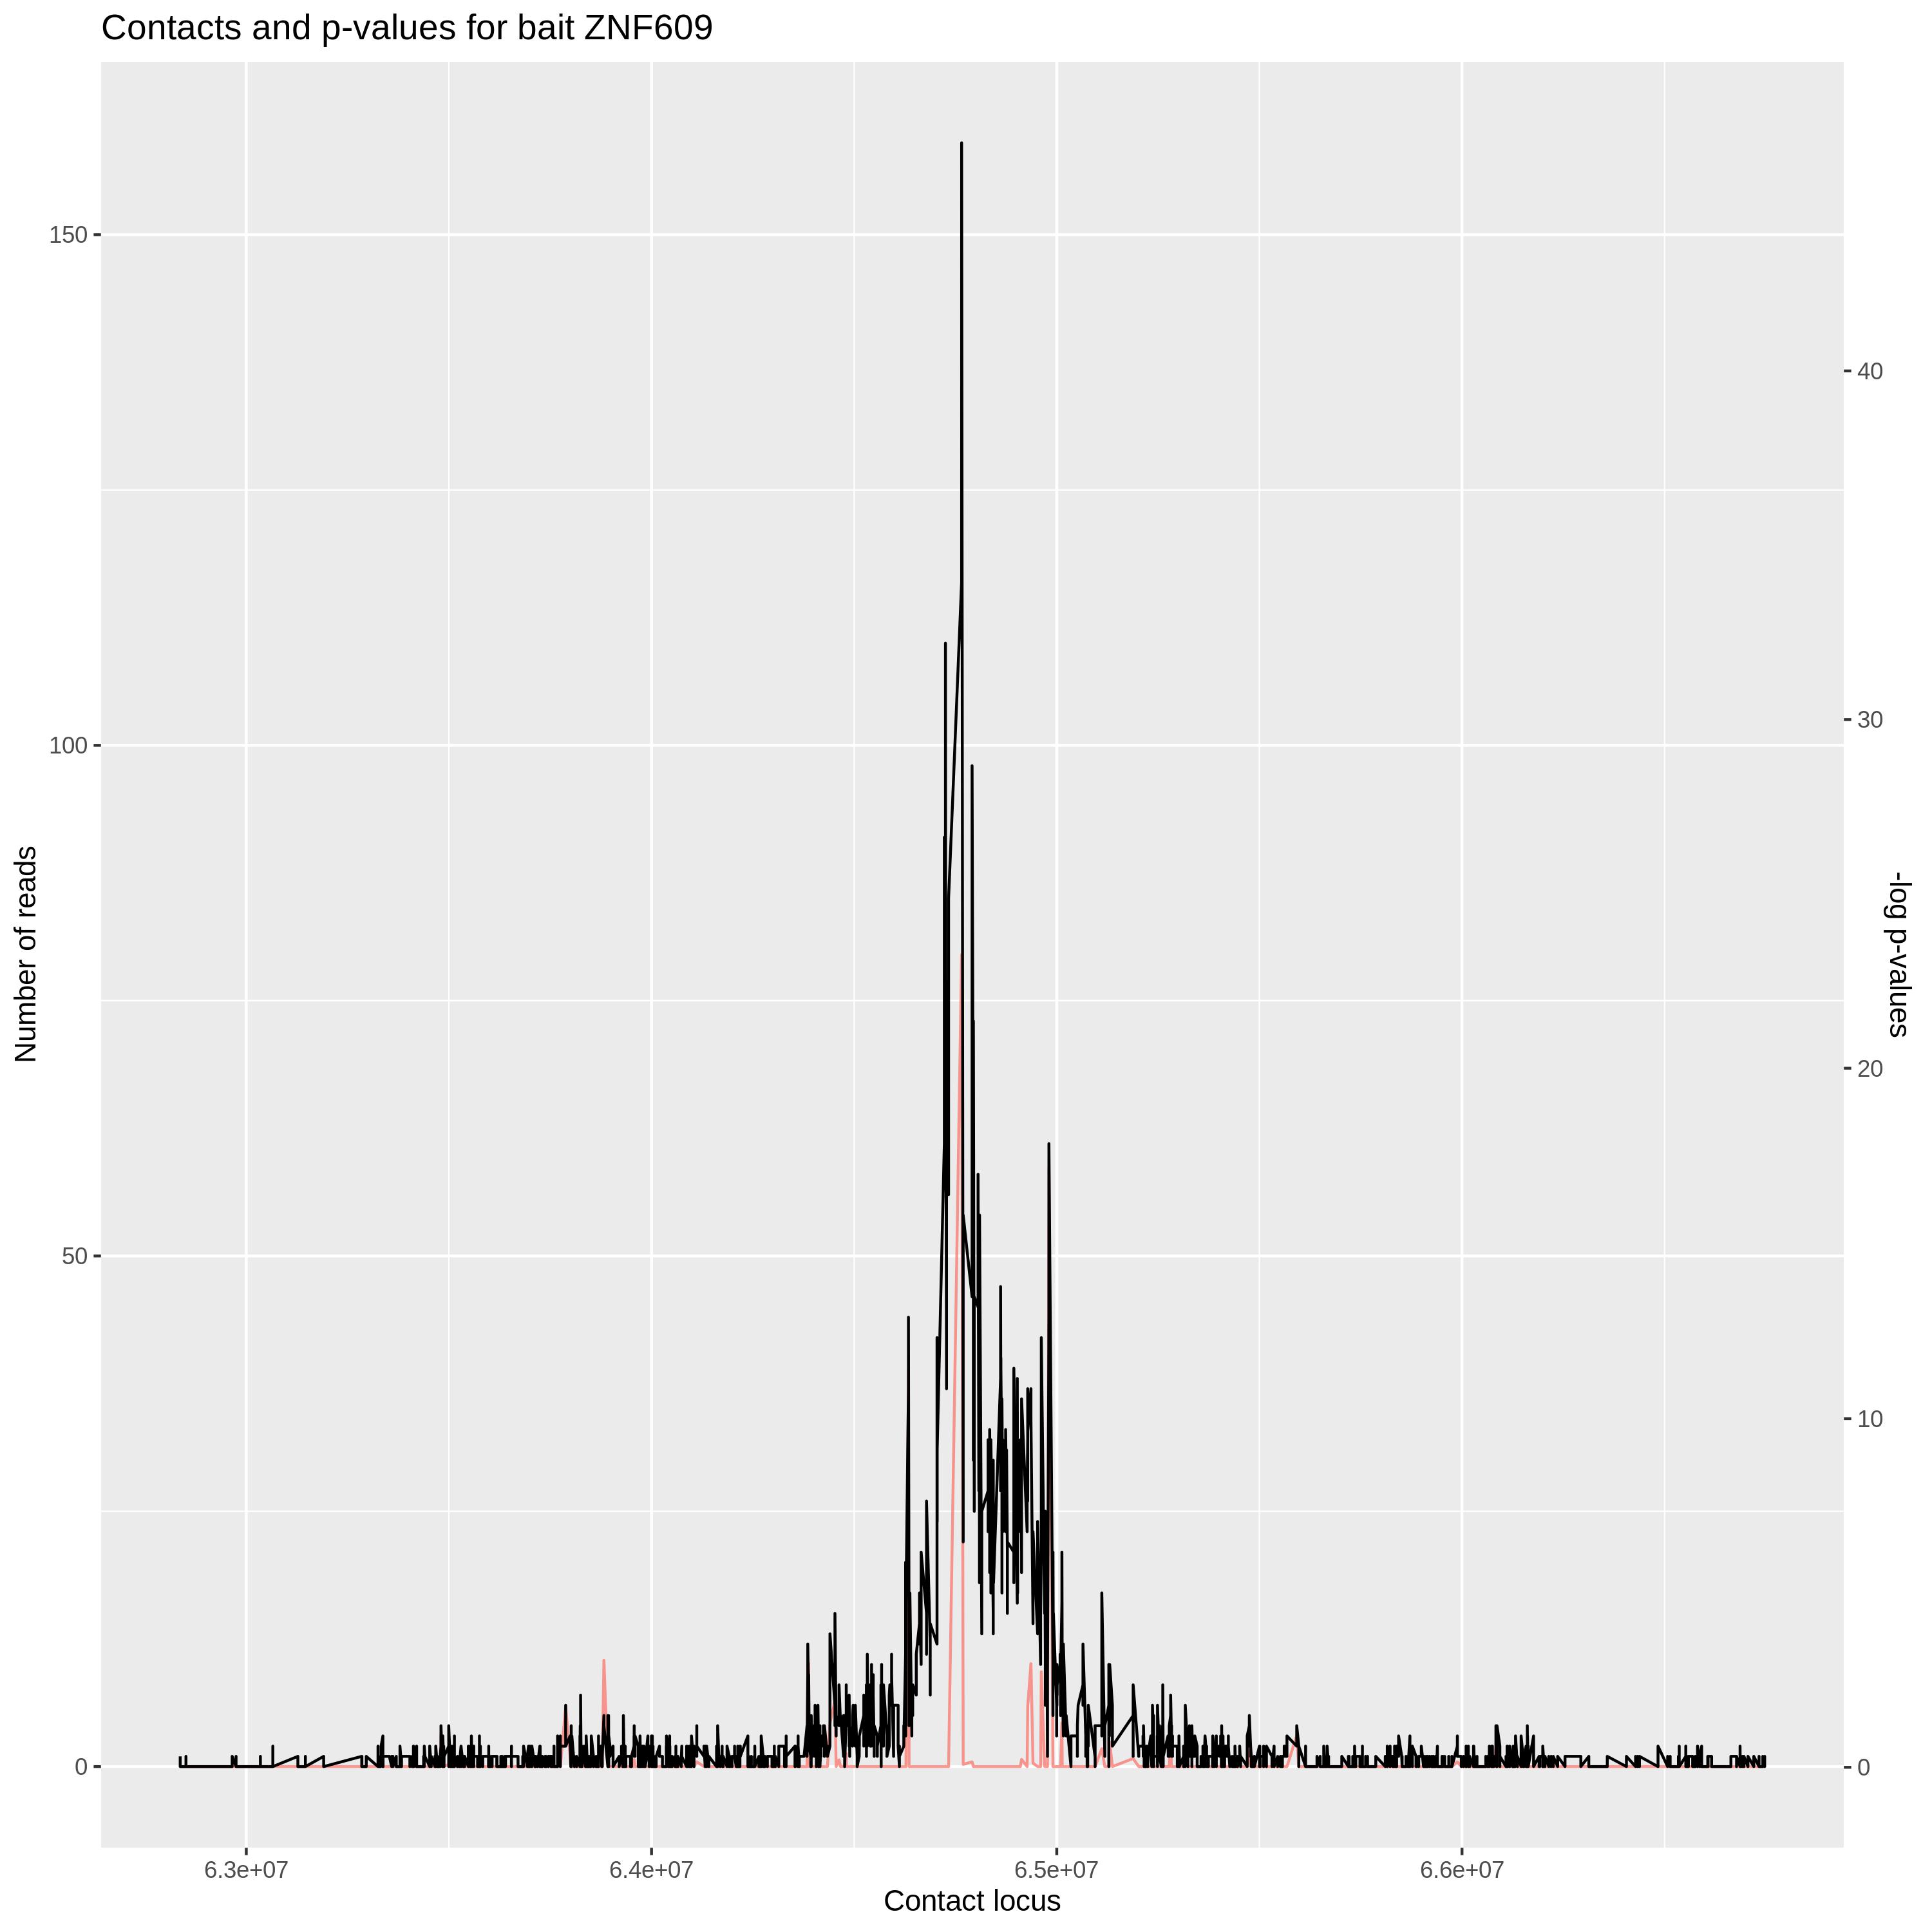 Contacts and p-values for bait ZNF609
150
100
50
0
Number of reads
40
30
20
10
0
-log p-values
6.3e+07 6.4e+07 6.5e+07 6.6e+07
Contact locus